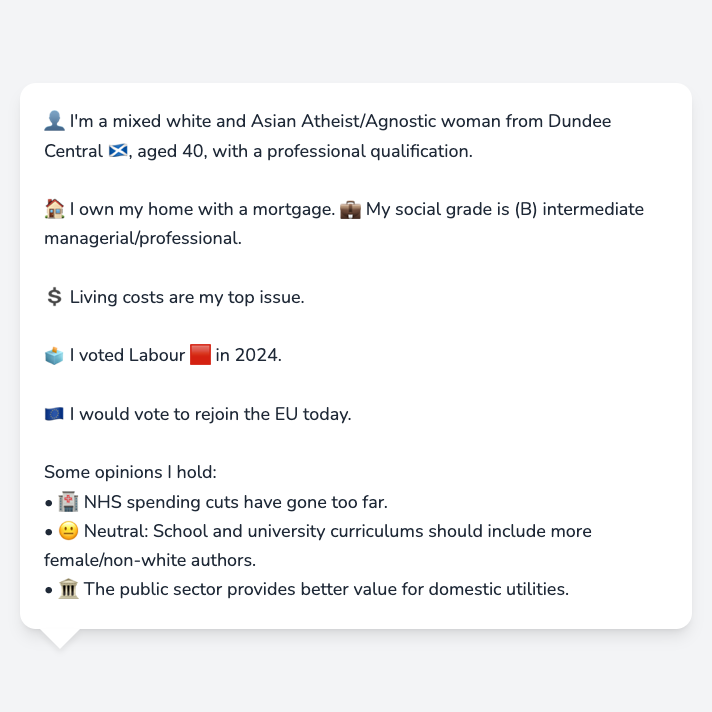 👤 I'm a mixed white and Asian Atheist/Agnostic woman from Dundee
Central 🏴󠁧󠁢󠁳󠁣󠁴󠁿, aged 40, with a professional qualification.
🏠 I own my home with a mortgage. 💼 My social grade is (B) intermediate
managerial/professional.
💲 Living costs are my top issue.
🗳️ I voted Labour 🟥 in 2024.
🇪🇺 I would vote to rejoin the EU today.
Some opinions I hold:
• 🏥 NHS spending cuts have gone too far.
• 😐 Neutral: School and university curriculums should include more
female/non-white authors.
• 🏛️ The public sector provides better value for domestic utilities.